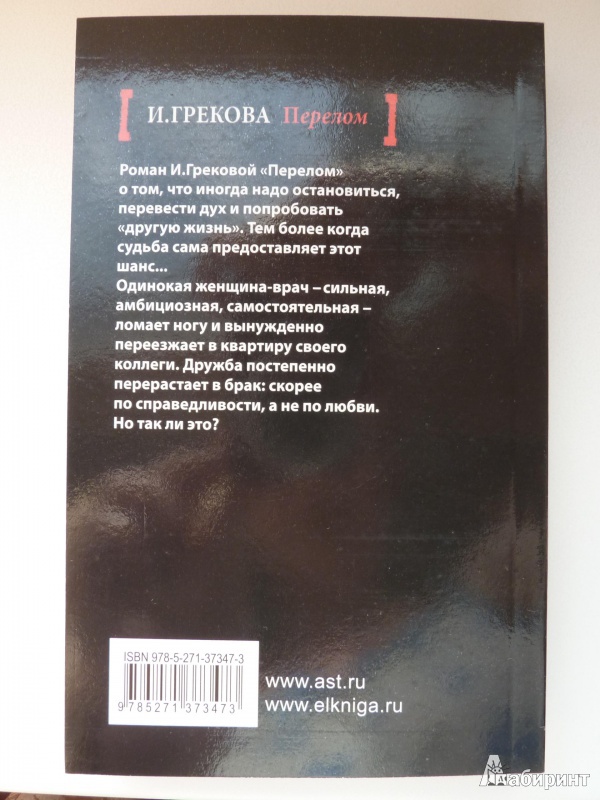 [ И.ГРЕКОВА Перелом ]
Роман И.Грековой «Перелом»
о том, что иногда надо остановиться,
перевести дух и попробовать
«другую жизнь». Тем более когда
судьба сама предоставляет этот
шанс...
Одинокая женщина-врач – сильная,
амбициозная, самостоятельная –
ломает ногу и вынужденно
переезжает в квартиру своего
коллеги. Дружба постепенно
перерастает в брак: скорее
по справедливости, а не по любви.
Но так ли это?
ISBN 978-5-271-37347-3
9 785271 373473
www.ast.ru
www.elkniga.ru
Лабиринт